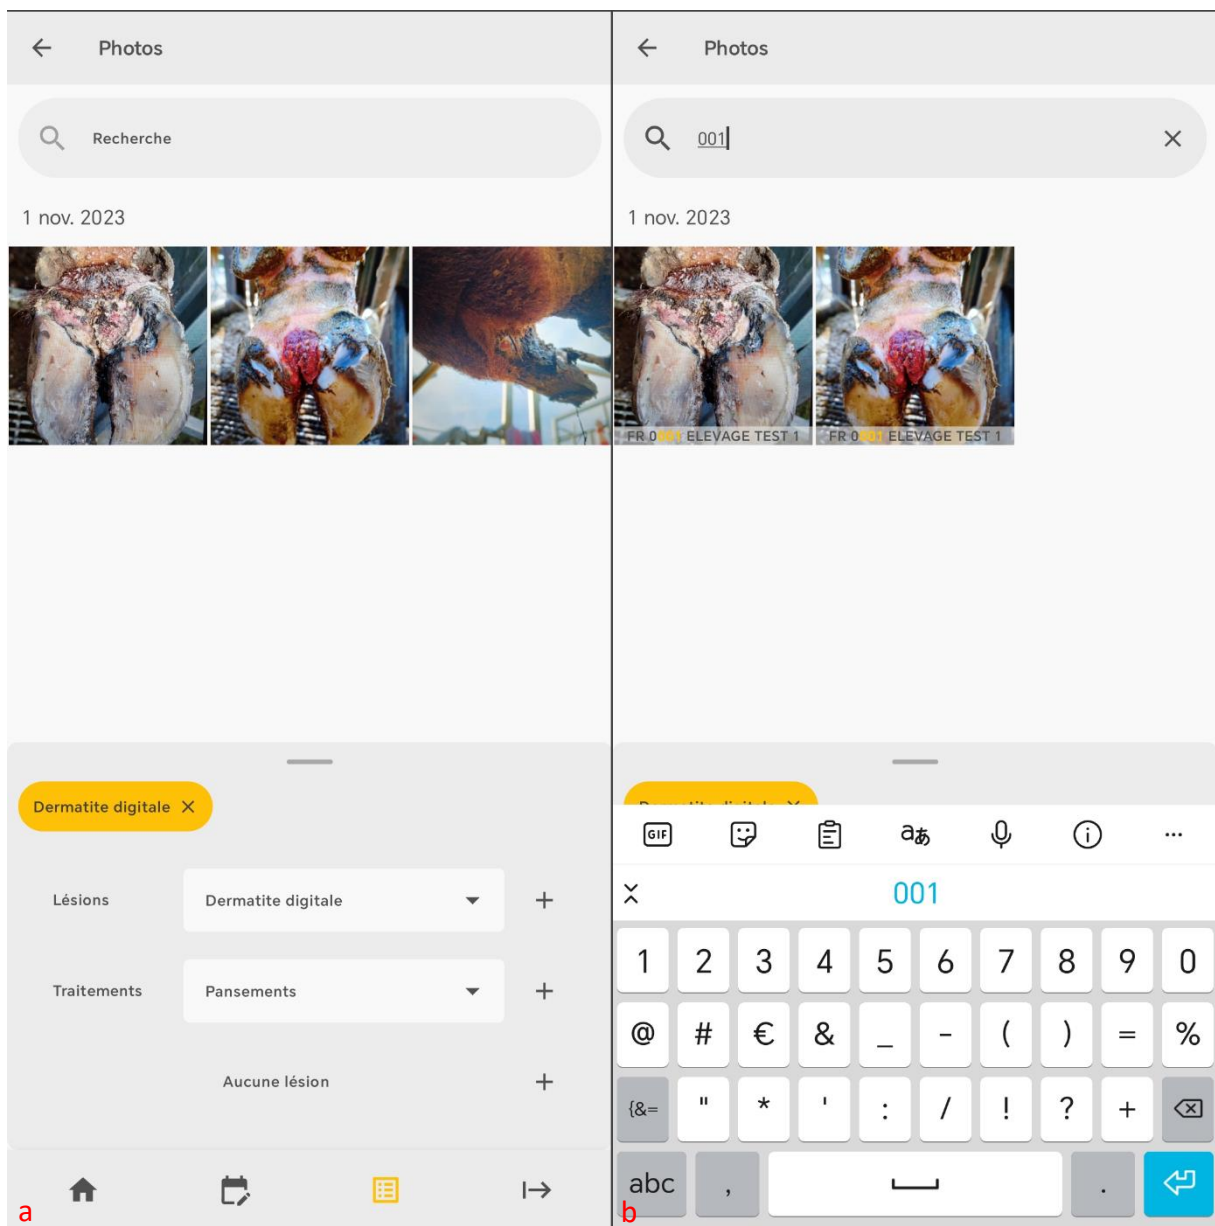 Photos
Recherche
1 nov. 2023
Dermatite digitale
Lésions
Dermatite digitale
+
Traitements
Pansements
+
Aucune lésion
+
a
Photos
001
1 nov. 2023
FR 0001 ELEVAGE TEST 1
FR 0001 ELEVAGE TEST 1
GIF
aあ
...
001
1 2 3 4 5 6 7 8 9 0
@ # € & _ - ( ) = %
{&= " * ' : / ! ? +
abc , .
b